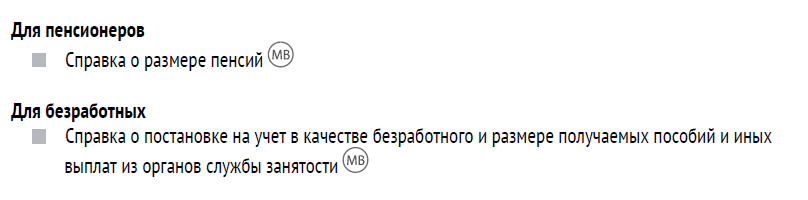 Для пенсионеров
Справка о размере пенсий МВ
Для безработных
Справка о постановке на учет в качестве безработного и размере получаемых пособий и иных
выплат из органов службы занятости МВ